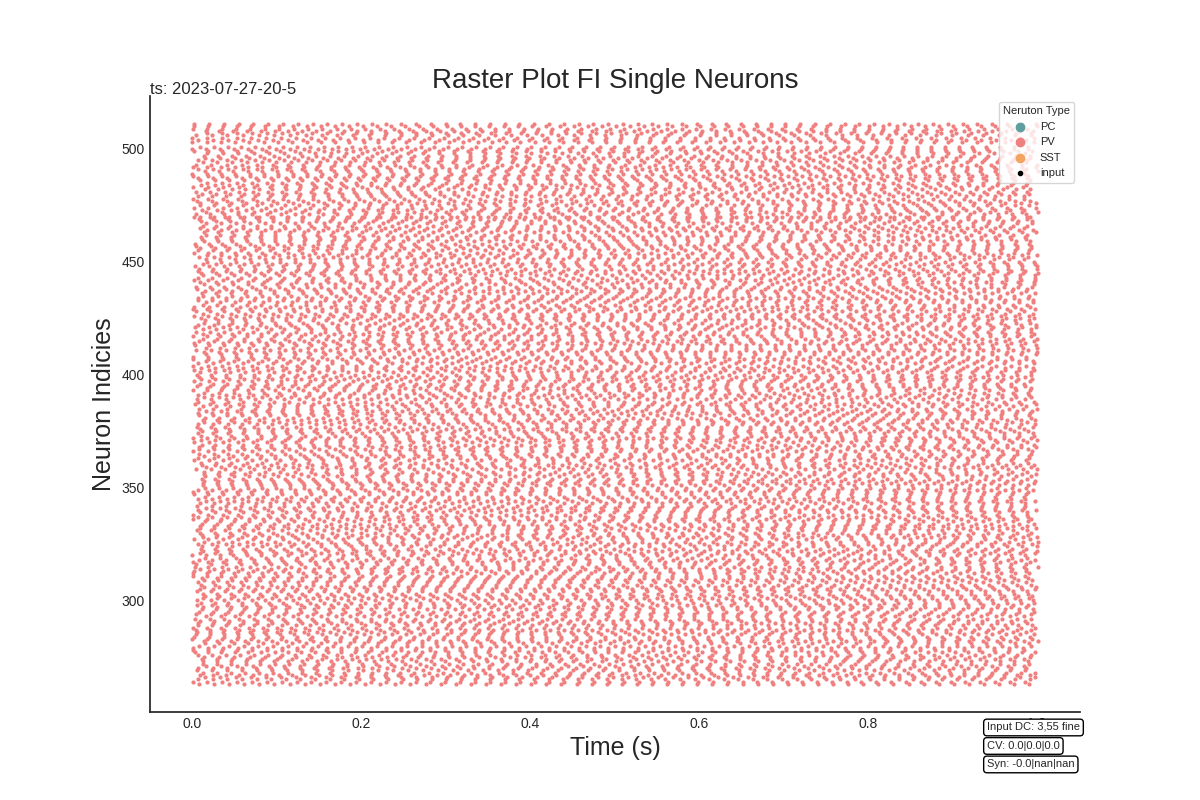 Raster Plot FI Single Neurons
ts: 2023-07-27-20-5
Neruton Type
PC
PV
SST
input
500
450
400
350
300
Neuron Indicies
0.0 0.2 0.4 0.6 0.8
Time (s)
Input DC: 3,55 fine
CV: 0.0|0.0|0.0
Syn: -0.0|nan|nan